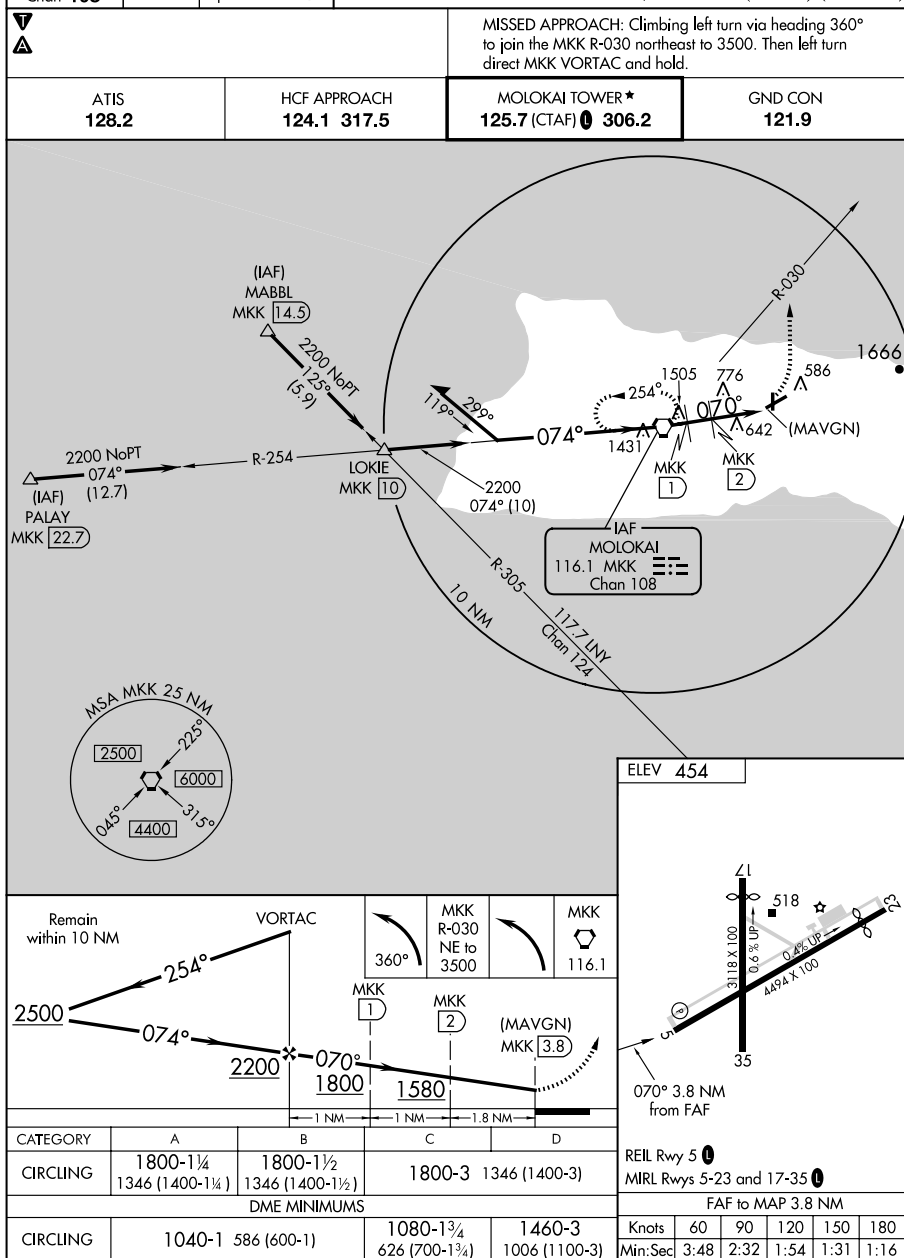 MISSED APPROACH: Climbing left turn via heading 360°
to join the MKK R-030 northeast to 3500. Then left turn
direct MKK VORTAC and hold.
T
A
ATIS
128.2
HCF APPROACH
124.1 317.5
MOLOKAI TOWER★
125.7 (CTAF) L 306.2
GND CON
121.9
(IAF)
MABBL
MKK 14.5
2200 NoPT
125°
(5.9)
R-030
1666
1505
776
586
254°
299°
119°
070°
074°
1431
642
(MAVGN)
MKK
1
MKK
2
2200 NoPT
074°
(12.7)
R-254
LOKIE
MKK 10
2200
074° (10)
(IAF)
PALAY
MKK 22.7
IAF
MOLOKAI
116.1 MKK
Chan 108
R-305
10 NM
117.7 LNY
Chan 124
MSA MKK 25 NM
2500
225°
6000
045°
315°
4400
ELEV 454
17
518
23
3118 X 100
0.6% UP
0.4% UP
4494 X 100
P
5
35
070° 3.8 NM
from FAF
REIL Rwy 5 L
MIRL Rwys 5-23 and 17-35 L
FAF to MAP 3.8 NM
Knots 60 90 120 150 180
Min:Sec 3:48 2:32 1:54 1:31 1:16
Remain
within 10 NM
VORTAC
360°
MKK
R-030
NE to
3500
MKK
116.1
254°
2500
074°
2200
070°
MKK
1
1800
MKK
2
1580
(MAVGN)
MKK 3.8
1 NM
1 NM
1.8 NM
CATEGORY A B C D
CIRCLING
1800-1¼
1346 (1400-1¼)
1800-1½
1346 (1400-1½)
1800-3 1346 (1400-3)
DME MINIMUMS
CIRCLING
1040-1 586 (600-1)
1080-1¾
626 (700-1¾)
1460-3
1006 (1100-3)